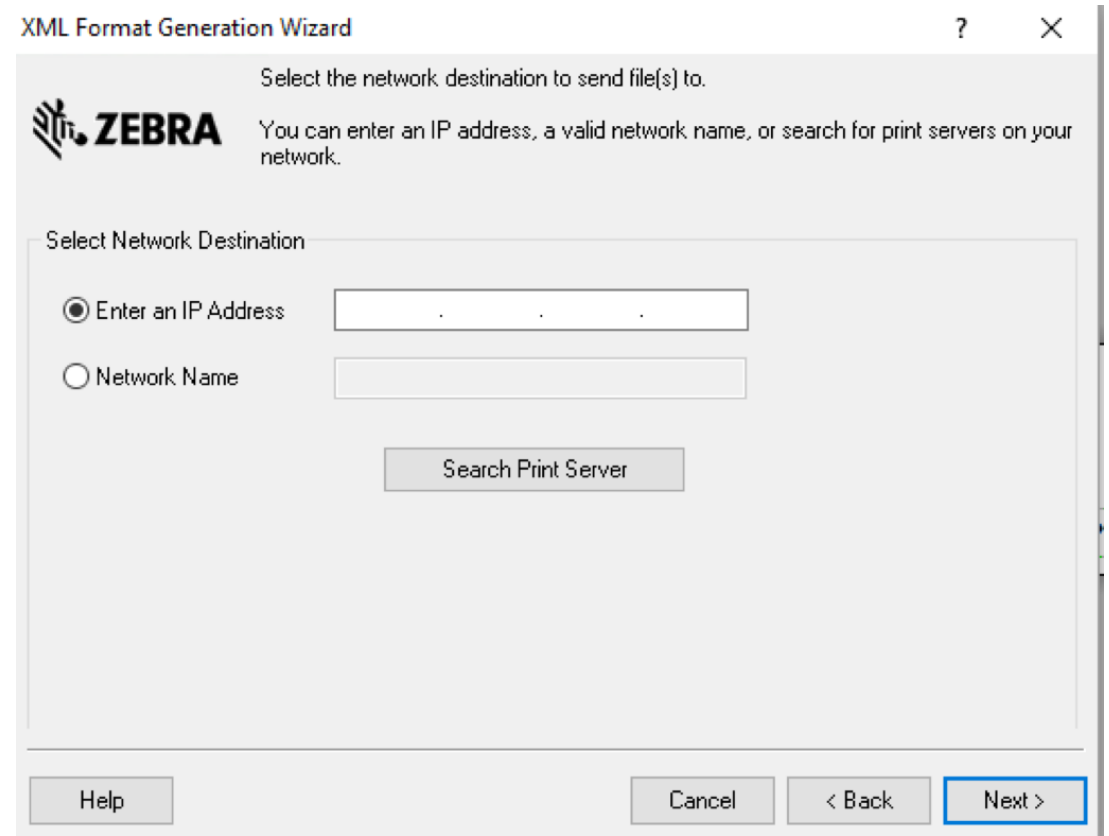 XML Format Generation Wizard
?
Select the network destination to send file(s) to.
ZEBRA
You can enter an IP address, a valid network name, or search for print servers on your
network.
Select Network Destination
Enter an IP Address
. . .
Network Name
Search Print Server
Help
Cancel
< Back
Next >